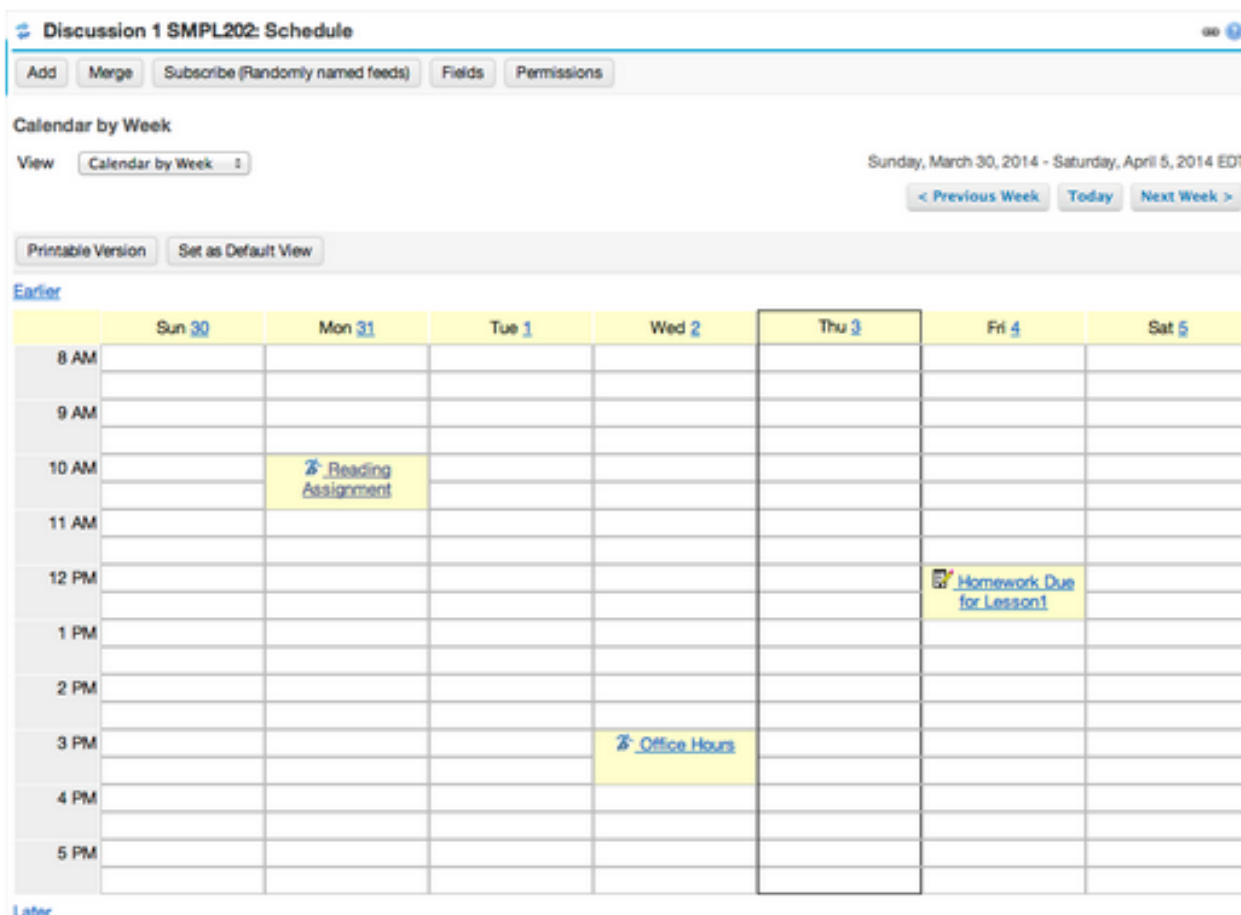 Discussion 1 SMPL202: Schedule
Add Merge Subscribe (Randomly named feeds) Fields Permissions
Calendar by Week
View Calendar by Week
Sunday, March 30, 2014 - Saturday, April 5, 2014 EDT
< Previous Week Today Next Week >
Printable Version Set as Default View
Earlier
Sun 30 Mon 31 Tue 1 Wed 2 Thu 3 Fri 4 Sat 5
8 AM
9 AM
10 AM Reading
Assignment
11 AM
12 PM Homework Due
for Lesson1
1 PM
2 PM
3 PM Office Hours
4 PM
5 PM
Later